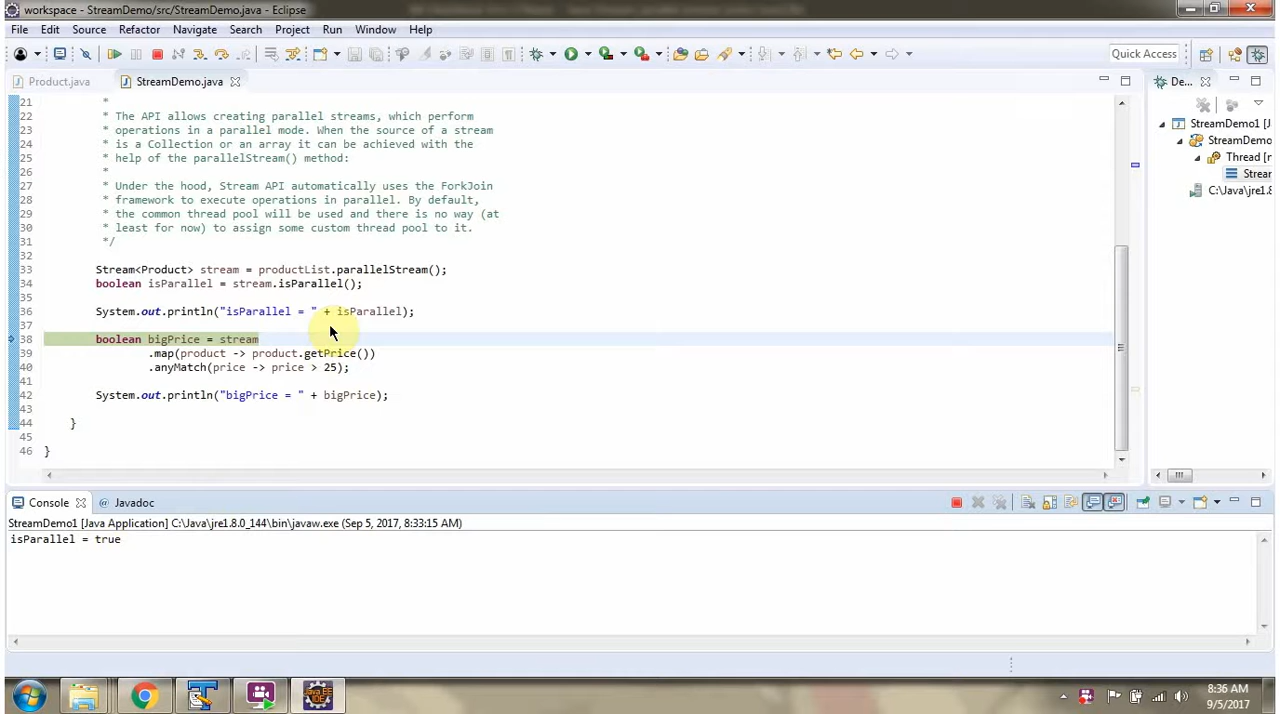 workspace - StreamDemo/src/StreamDemo.java - Eclipse
File Edit Source Refactor Navigate Search Project Run Window Help
Quick Access
Product.java StreamDemo.java De...
21 *
22 * The API allows creating parallel streams, which perform
23 * operations in a parallel mode. When the source of a stream
24 * is a Collection or an array it can be achieved with the
25 * help of the parallelStream() method:
26 *
27 * Under the hood, Stream API automatically uses the ForkJoin
28 * framework to execute operations in parallel. By default,
29 * the common thread pool will be used and there is no way (at
30 * least for now) to assign some custom thread pool to it.
31 */
32
33 Stream<Product> stream = productList.parallelStream();
34 boolean isParallel = stream.isParallel();
35
36 System.out.println("isParallel = " + isParallel);
37
38 boolean bigPrice = stream
39 .map(product -> product.getPrice())
40 .anyMatch(price -> price > 25);
41
42 System.out.println("bigPrice = " + bigPrice);
43
44 }
45
46 }
StreamDemo1 [J
StreamDemo
Thread [r
Strear
C:\Java\jre1.8
Console @ Javadoc
StreamDemo1 [Java Application] C:\Java\jre1.8.0_144\bin\javaw.exe (Sep 5, 2017, 8:33:15 AM)
isParallel = true
8:36 AM
9/5/2017